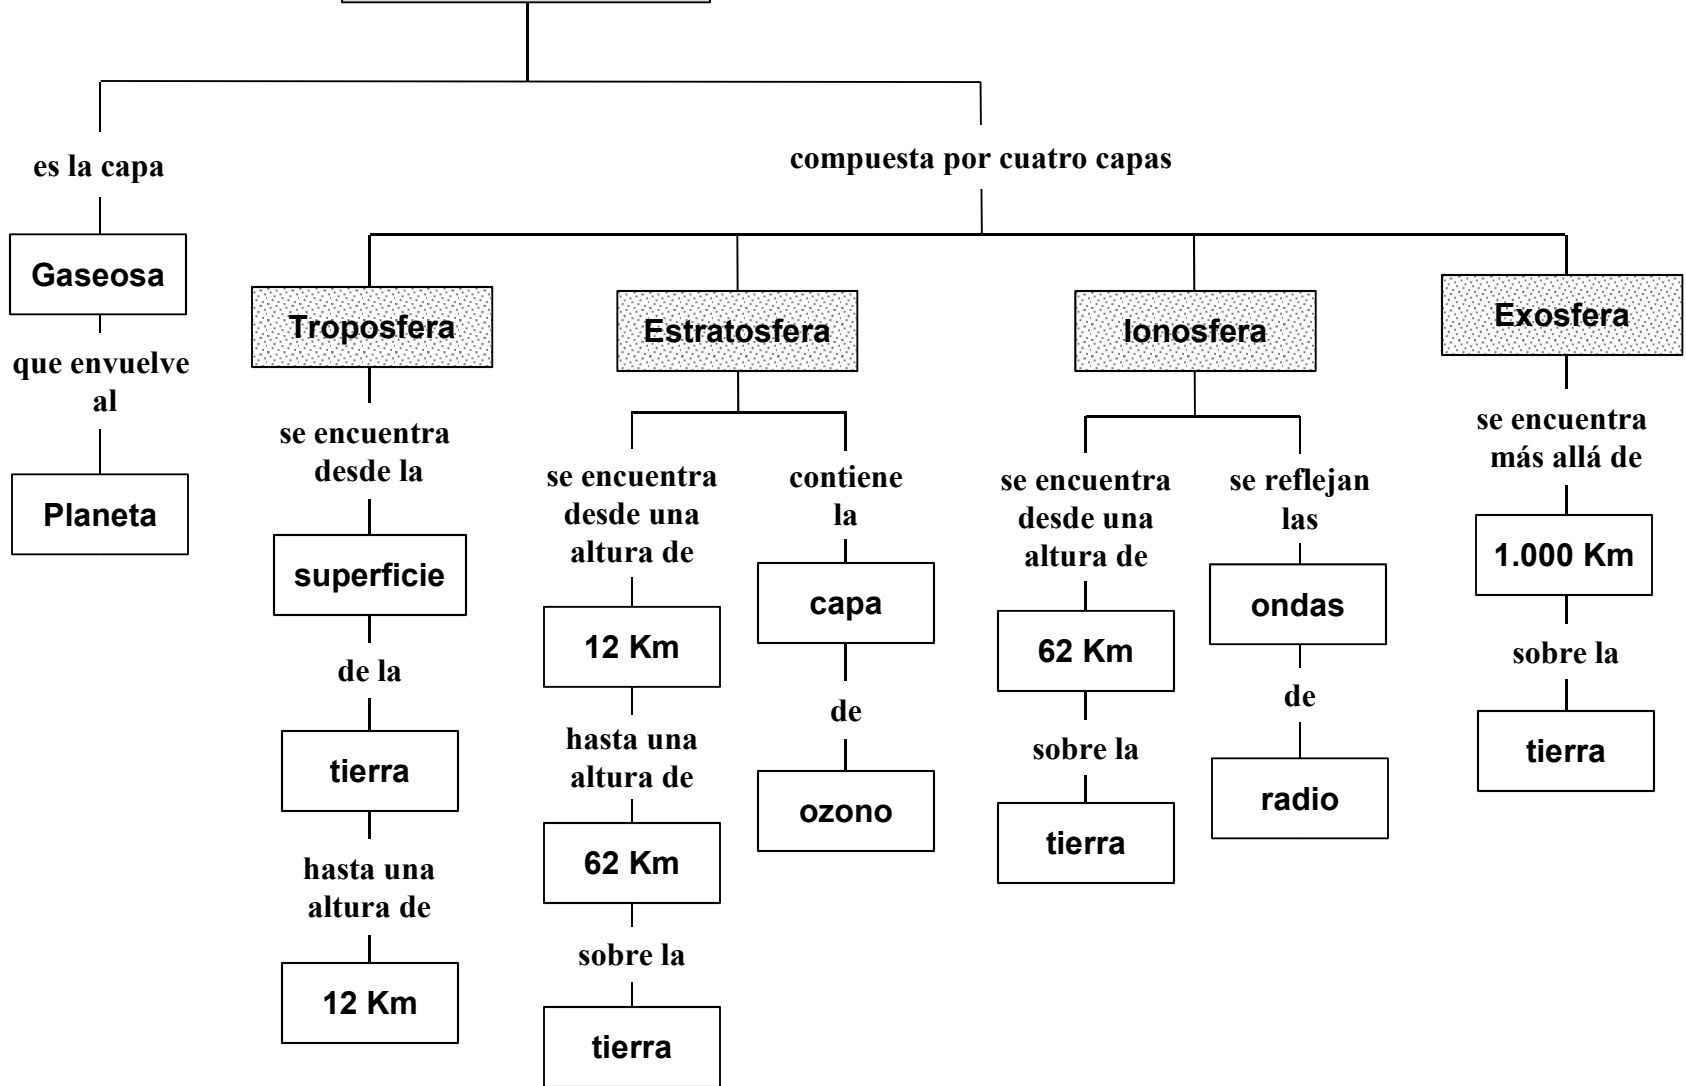 es la capa
Gaseosa
que envuelve
al
Planeta
compuesta por cuatro capas
Troposfera
se encuentra
desde la
superficie
de la
tierra
hasta una
altura de
12 Km
Estratosfera
se encuentra
desde una
altura de
12 Km
hasta una
altura de
62 Km
sobre la
tierra
contiene
la
capa
de
ozono
Ionosfera
se encuentra
desde una
altura de
62 Km
sobre la
tierra
se reflejan
las
ondas
de
radio
Exosfera
se encuentra
más allá de
1.000 Km
sobre la
tierra